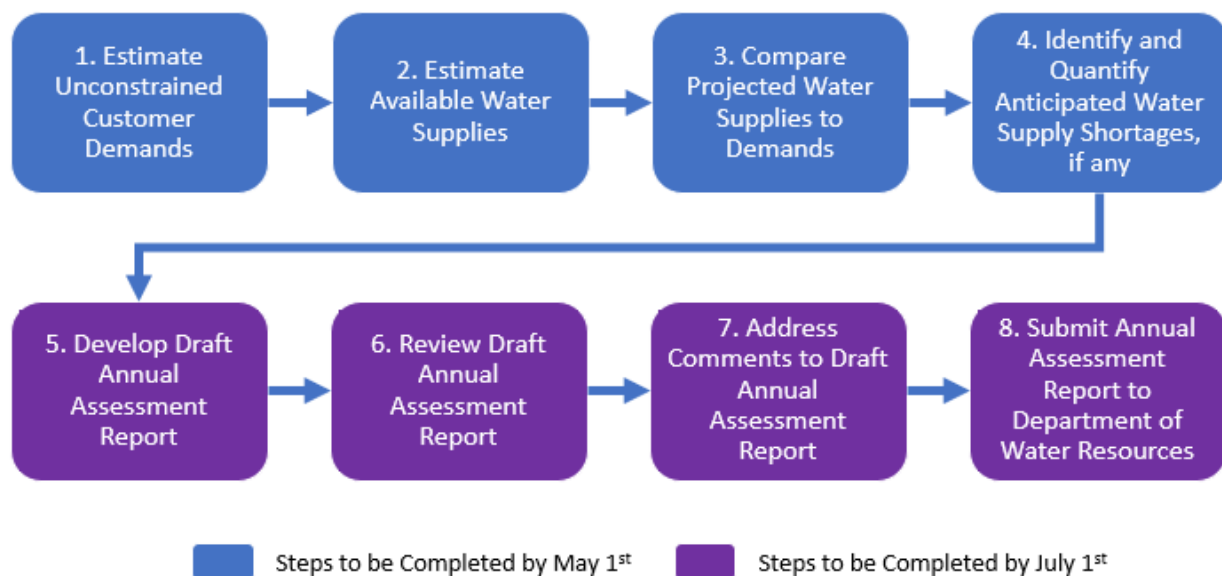 1. Estimate
Unconstrained
Customer
Demands
2. Estimate
Available Water
Supplies
3. Compare
Projected Water
Supplies to
Demands
4. Identify and
Quantify
Anticipated Water
Supply Shortages,
if any
5. Develop Draft
Annual
Assessment
Report
6. Review Draft
Annual
Assessment
Report
7. Address
Comments to Draft
Annual
Assessment
Report
8. Submit Annual
Assessment
Report to
Department of
Water Resources
Steps to be Completed by May 1st
Steps to be Completed by July 1st